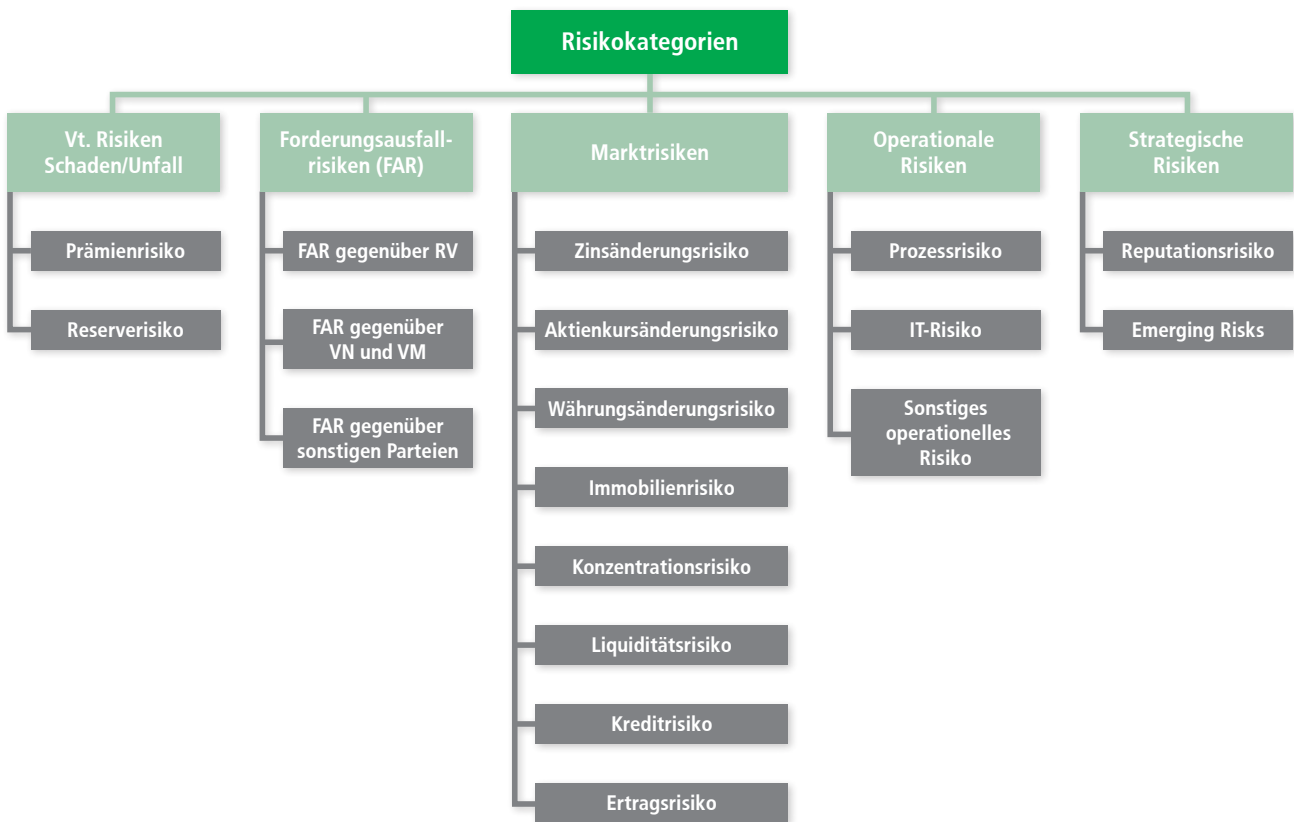 Risikokategorien
Vt. Risiken
Schaden/Unfall
Prämienrisiko
Reserverisiko
Forderungsausfall-
risiken (FAR)
FAR gegenüber RV
FAR gegenüber
VN und VM
FAR gegenüber
sonstigen Parteien
Marktrisiken
Zinsänderungsrisiko
Aktienkursänderungsrisiko
Währungsänderungsrisiko
Immobilienrisiko
Konzentrationsrisiko
Liquiditätsrisiko
Kreditrisiko
Ertragsrisiko
Operationale
Risiken
Prozessrisiko
IT-Risiko
Sonstiges
operationelles
Risiko
Strategische
Risiken
Reputationsrisiko
Emerging Risks